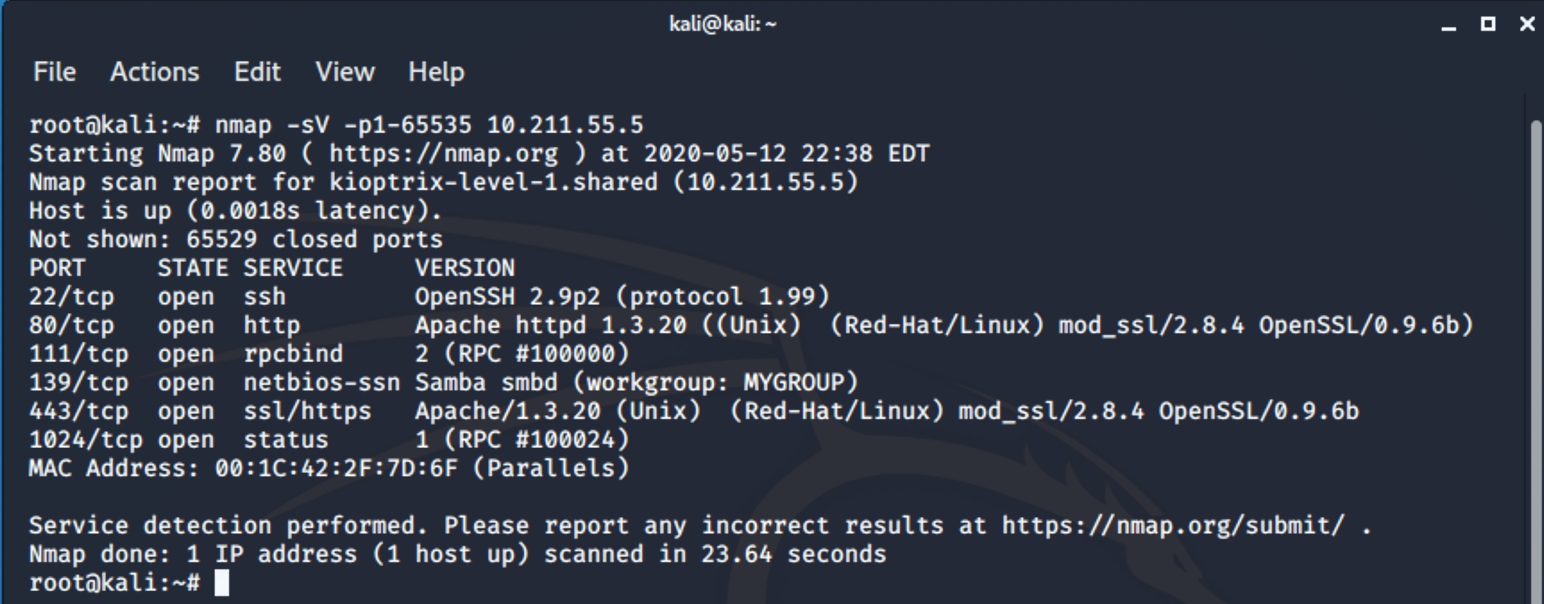 kali@kali: ~
File Actions Edit View Help
root@kali:~# nmap -sV -p1-65535 10.211.55.5
Starting Nmap 7.80 ( https://nmap.org ) at 2020-05-12 22:38 EDT
Nmap scan report for kioptrix-level-1.shared (10.211.55.5)
Host is up (0.0018s latency).
Not shown: 65529 closed ports
PORT     STATE SERVICE     VERSION
22/tcp   open  ssh         OpenSSH 2.9p2 (protocol 1.99)
80/tcp   open  http        Apache httpd 1.3.20 ((Unix)  (Red-Hat/Linux) mod_ssl/2.8.4 OpenSSL/0.9.6b)
111/tcp  open  rpcbind     2 (RPC #100000)
139/tcp  open  netbios-ssn Samba smbd (workgroup: MYGROUP)
443/tcp  open  ssl/https   Apache/1.3.20 (Unix)  (Red-Hat/Linux) mod_ssl/2.8.4 OpenSSL/0.9.6b
1024/tcp open  status      1 (RPC #100024)
MAC Address: 00:1C:42:2F:7D:6F (Parallels)
Service detection performed. Please report any incorrect results at https://nmap.org/submit/ .
Nmap done: 1 IP address (1 host up) scanned in 23.64 seconds
root@kali:~#